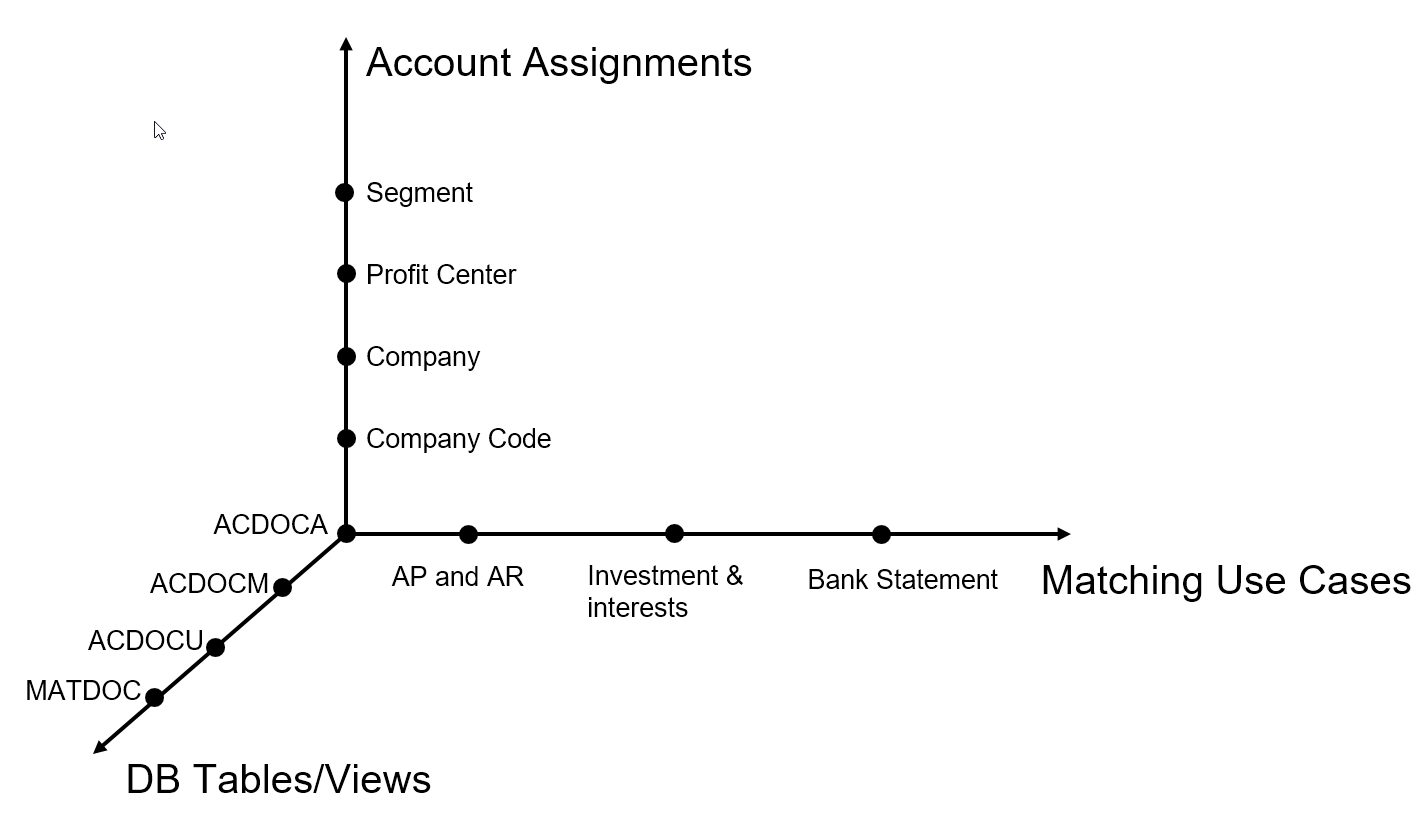 Account Assignments
Segment
Profit Center
Company
Company Code
ACDOCA
ACDOCM
ACDOCU
MATDOC
DB Tables/Views
AP and AR
Investment &
interests
Bank Statement
Matching Use Cases